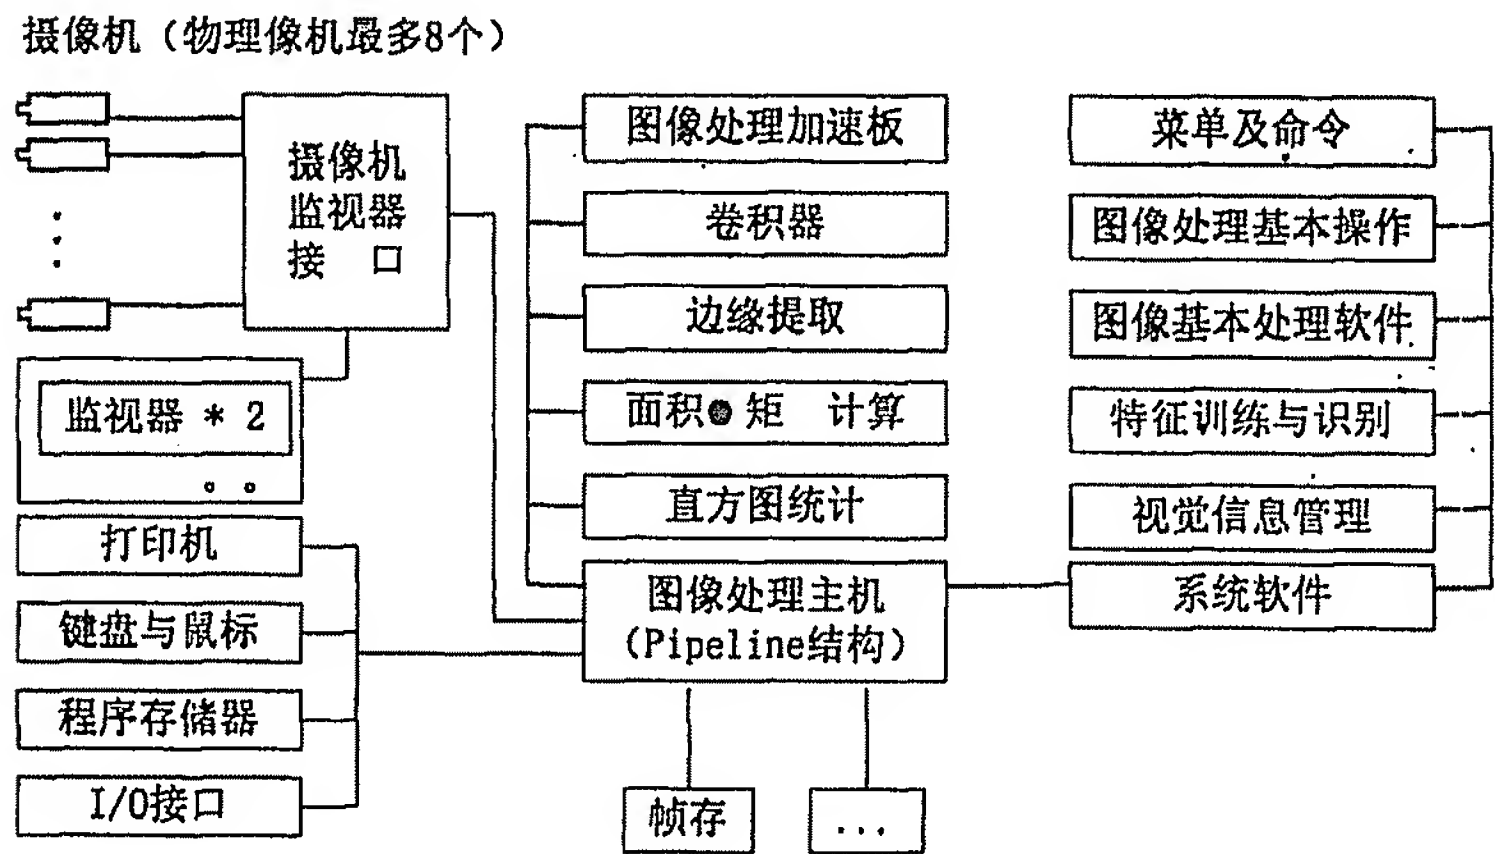 摄像机（物理像机最多8个）
摄像机
监视器
接 口
监视器 * 2
打印机
键盘与鼠标
程序存储器
I/O接口
图像处理加速板
卷积器
边缘提取
面积 矩 计算
直方图统计
图像处理主机
（Pipeline结构）
帧存
...
菜单及命令
图像处理基本操作
图像基本处理软件
特征训练与识别
视觉信息管理
系统软件